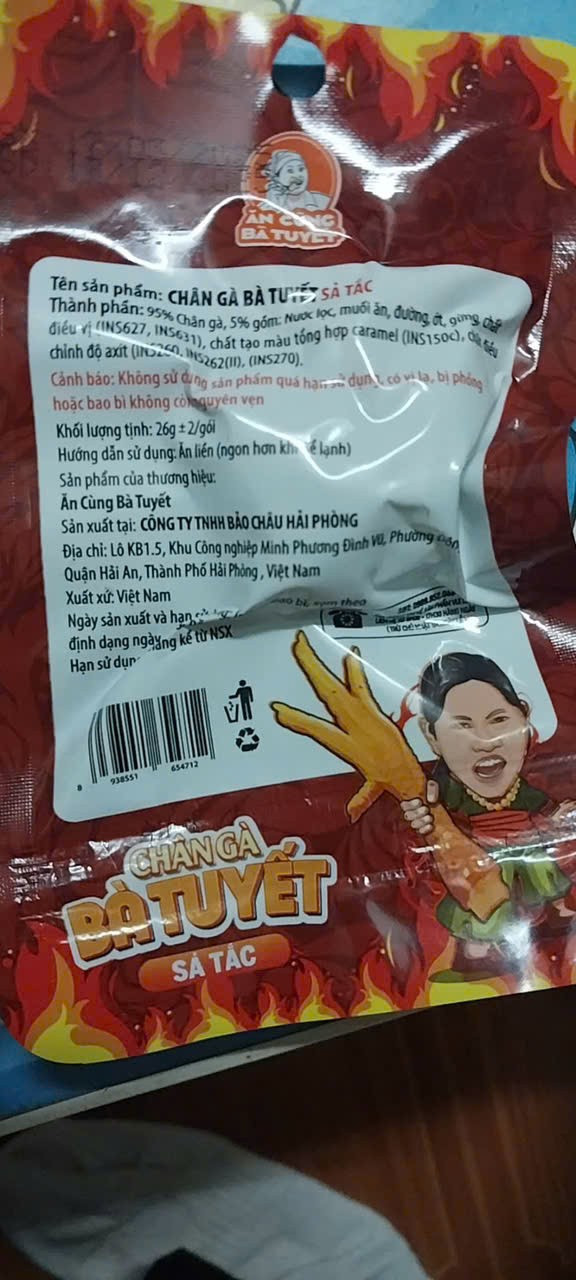 ĂN CÙNG
BÀ TUYẾT
Tên sản phẩm: CHÂN GÀ BÀ TUYẾT SẢ TẮC
Thành phần: 95% Chân gà, 5% gồm: Nước lọc, muối ăn, đường, ớt, gừng, chất
điều vị (INS627, INS631), chất tạo màu tổng hợp caramel (INS150c), điều
chỉnh độ axit (INS260, INS262(II), (INS270).
Cảnh báo: Không sử dụng sản phẩm quá hạn sử dụng, có vị lạ, bị phồng
hoặc bao bì không còn nguyên vẹn
Khối lượng tịnh: 26g ± 2/gói
Hướng dẫn sử dụng: Ăn liền (ngon hơn khi để lạnh)
Sản phẩm của thương hiệu:
Ăn Cùng Bà Tuyết
Sản xuất tại: CÔNG TY TNHH BẢO CHÂU HẢI PHÒNG
Địa chỉ: Lô KB1.5, Khu Công nghiệp Minh Phương Đình Vũ, Phường
Quận Hải An, Thành Phố Hải Phòng, Việt Nam
Xuất xứ: Việt Nam
Ngày sản xuất và hạn bao bì, xem theo
định dạng ngày
Hạn sử dụng kể từ NSX
8 938551 654712
CHÂN GÀ
BÀ TUYẾT
SẢ TẮC